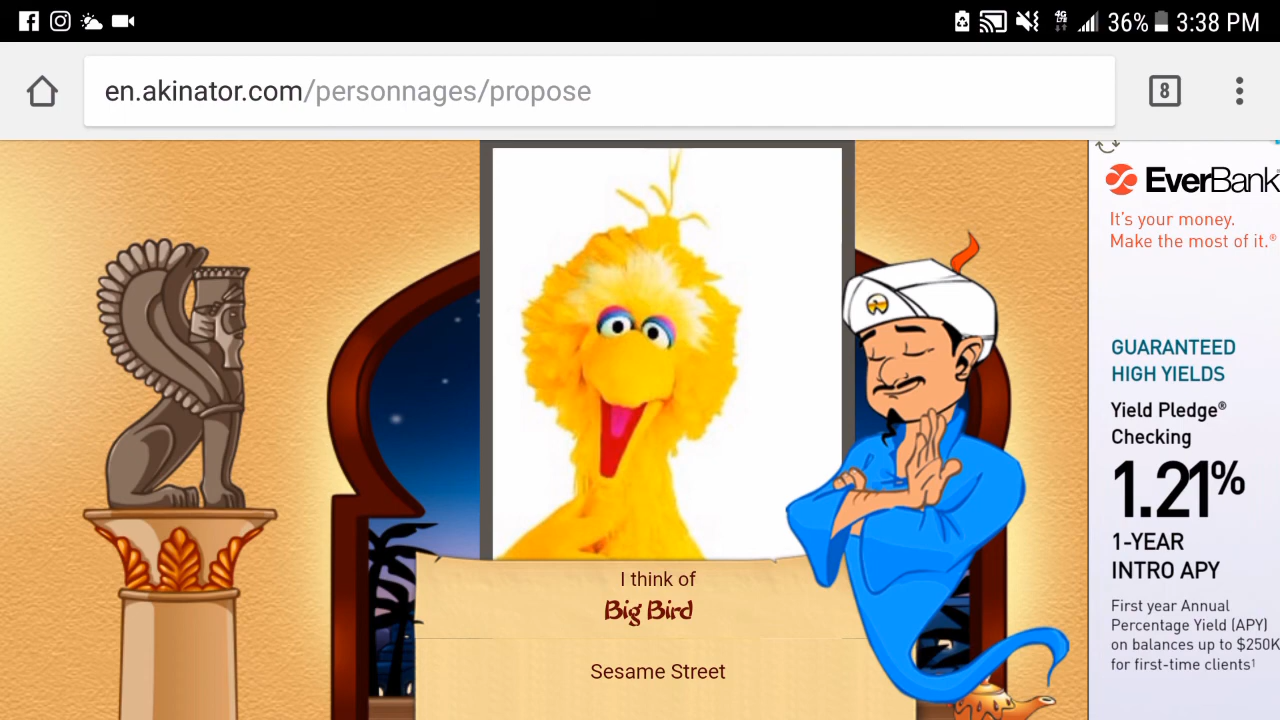 4G LTE 36% 3:38 PM
en.akinator.com/personnages/propose
8
EverBank
It's your money.
Make the most of it.®
GUARANTEED
HIGH YIELDS
Yield Pledge®
Checking
1.21%
1-YEAR
INTRO APY
First year Annual
Percentage Yield (APY)
on balances up to $250K
for first-time clients¹
I think of
Big Bird
Sesame Street